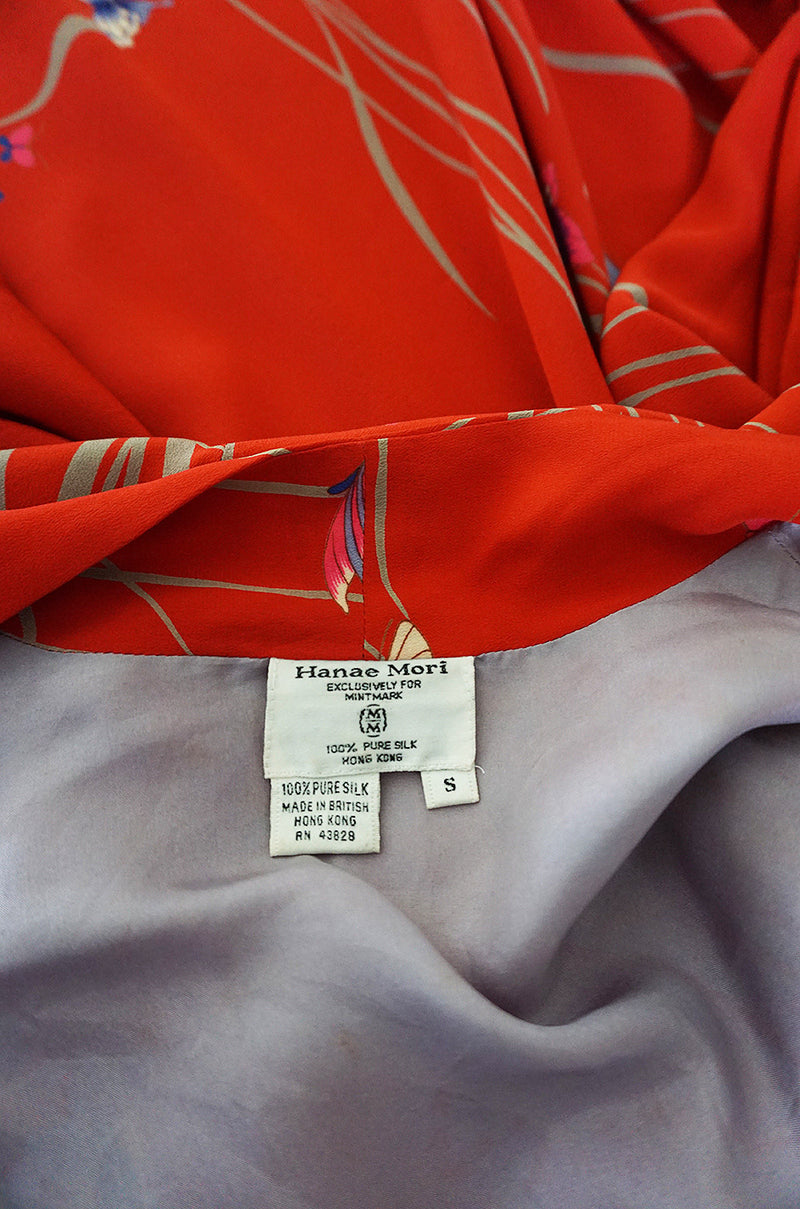 Hanae Mori
EXCLUSIVELY FOR
MINTMARK
M
M
100% PURE SILK
HONG KONG
100% PURE SILK
MADE IN BRITISH
HONG KONG
RN 43828
S